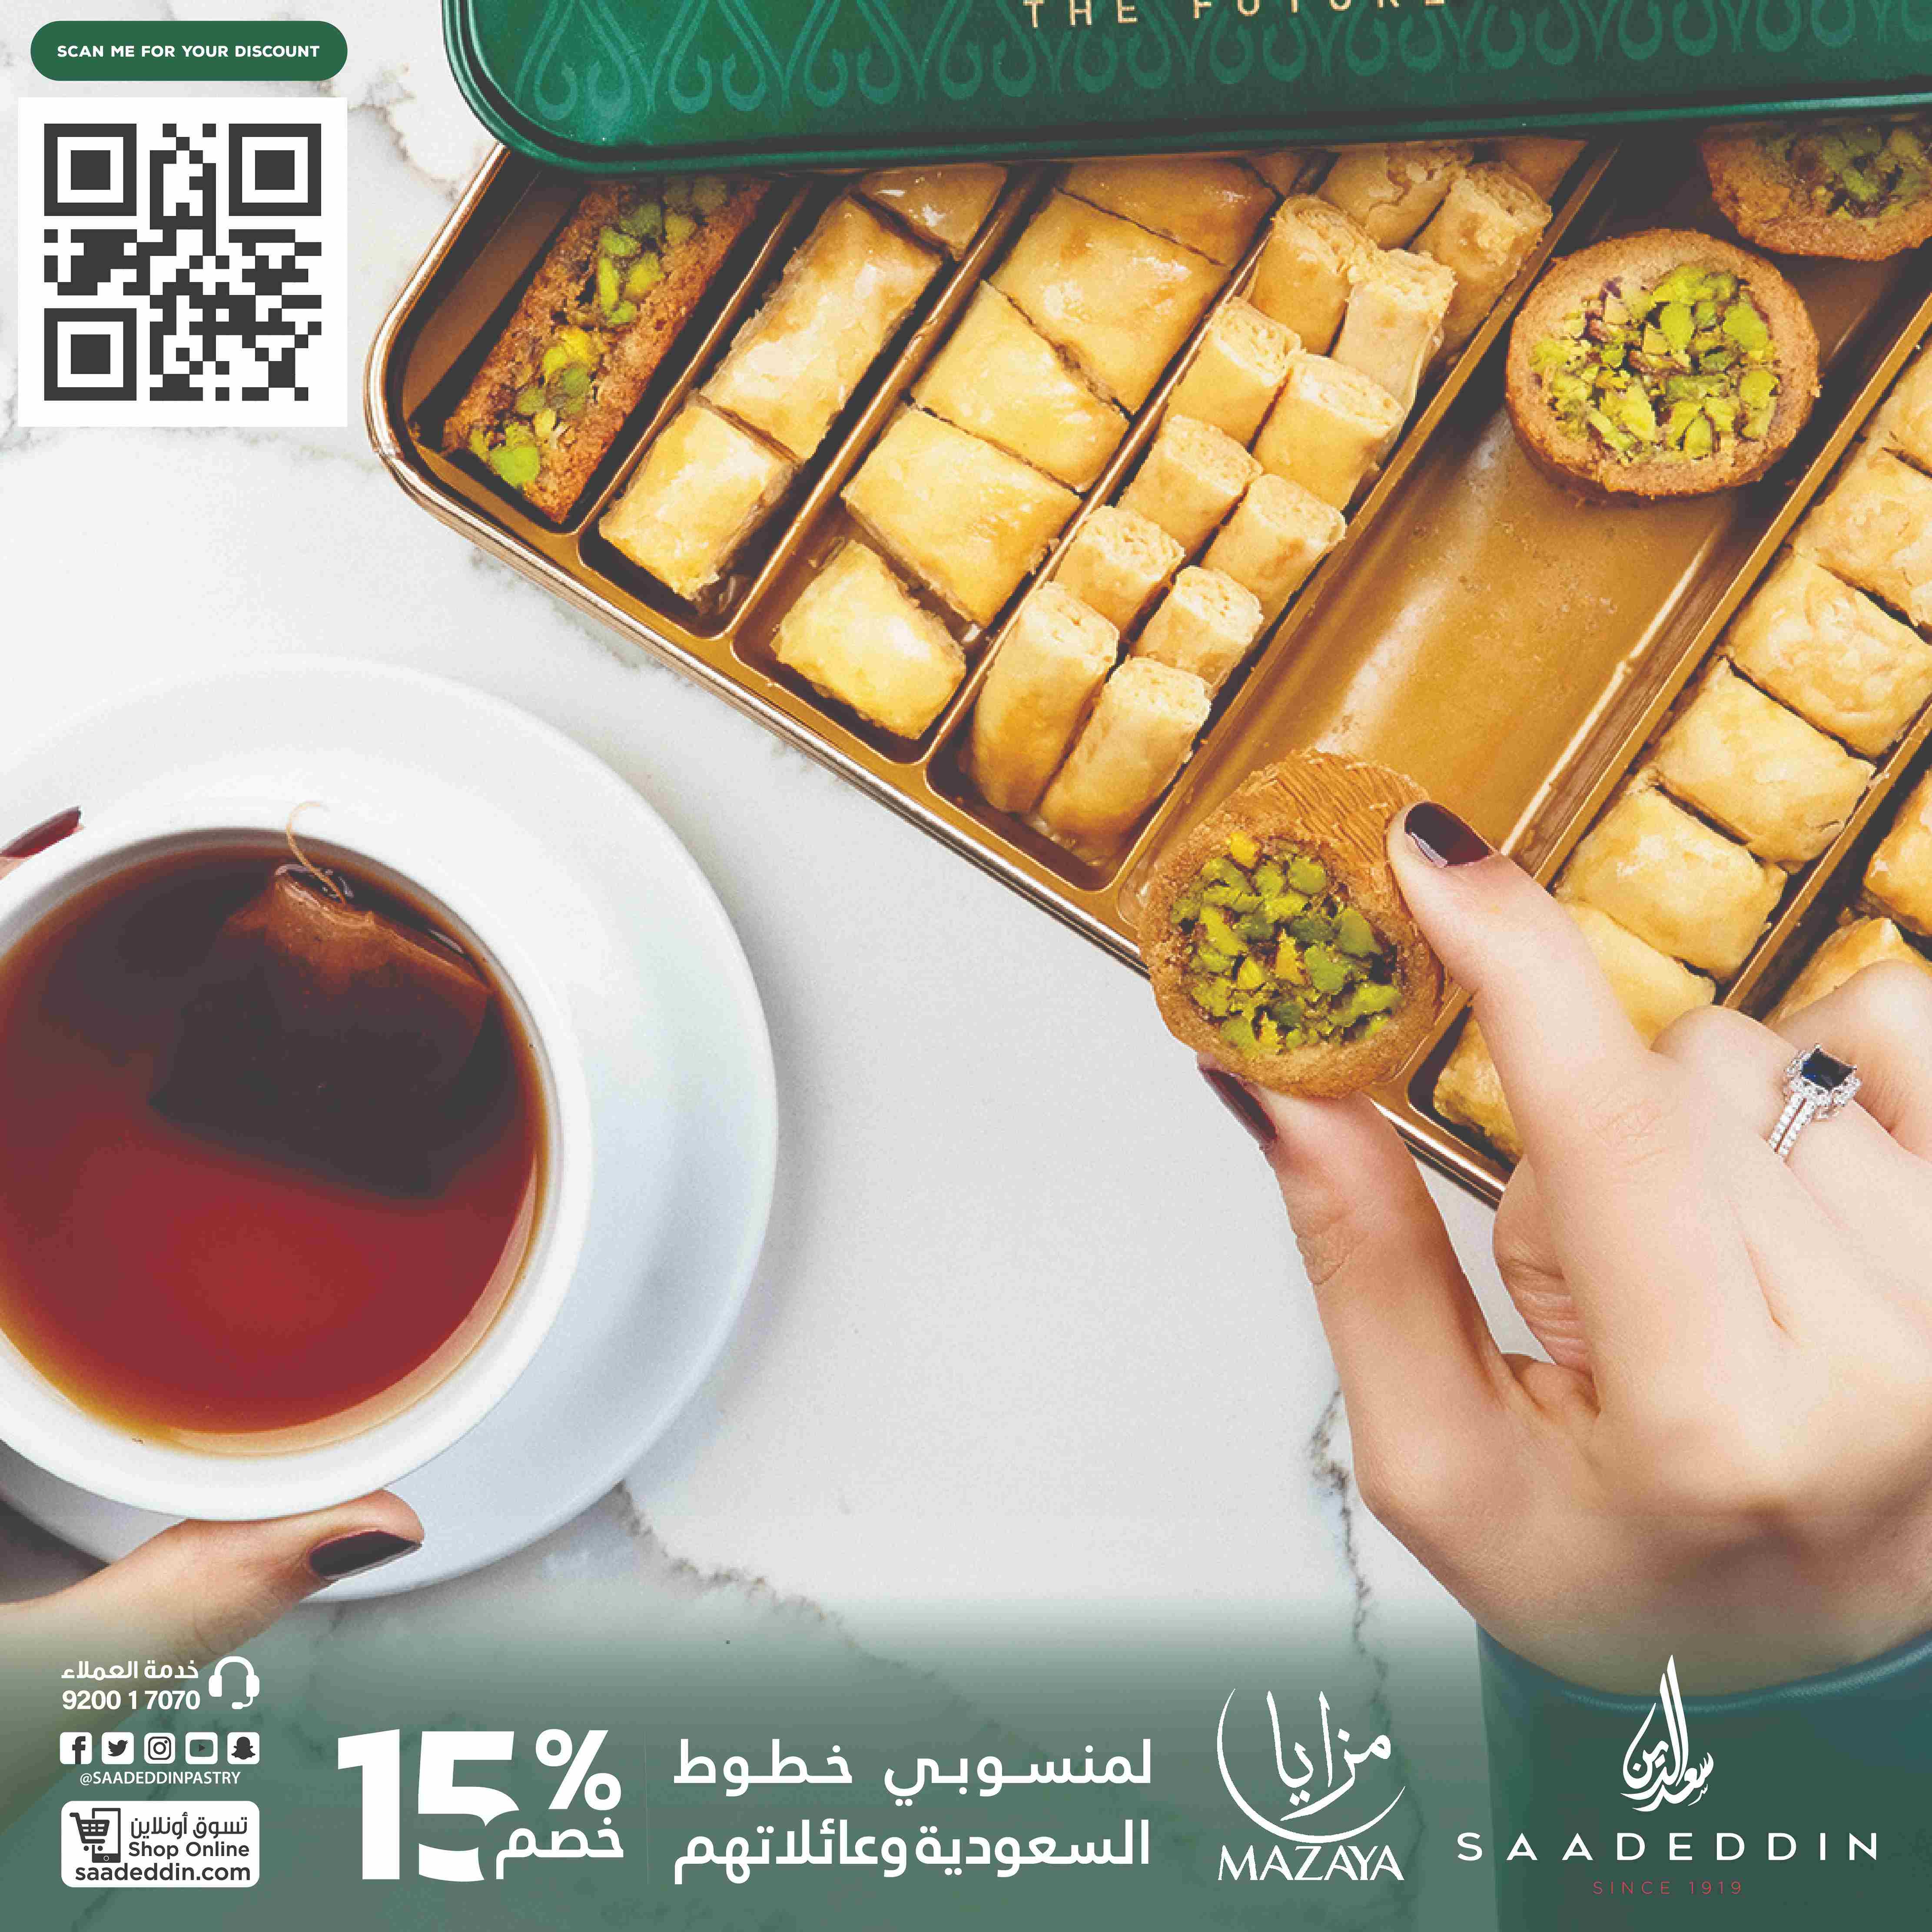 THE FUTURE
SCAN ME FOR YOUR DISCOUNT
خدمة العملاء
9200 1 7070
@SAADEDDINPASTRY
تسوق أونلاين
Shop Online
saadeddin.com
15%
خصم
لمنسوبي خطوط
السعودية وعائلاتهم
مزايا
MAZAYA
سعد الدين
SAADEDDIN
SINCE 1919